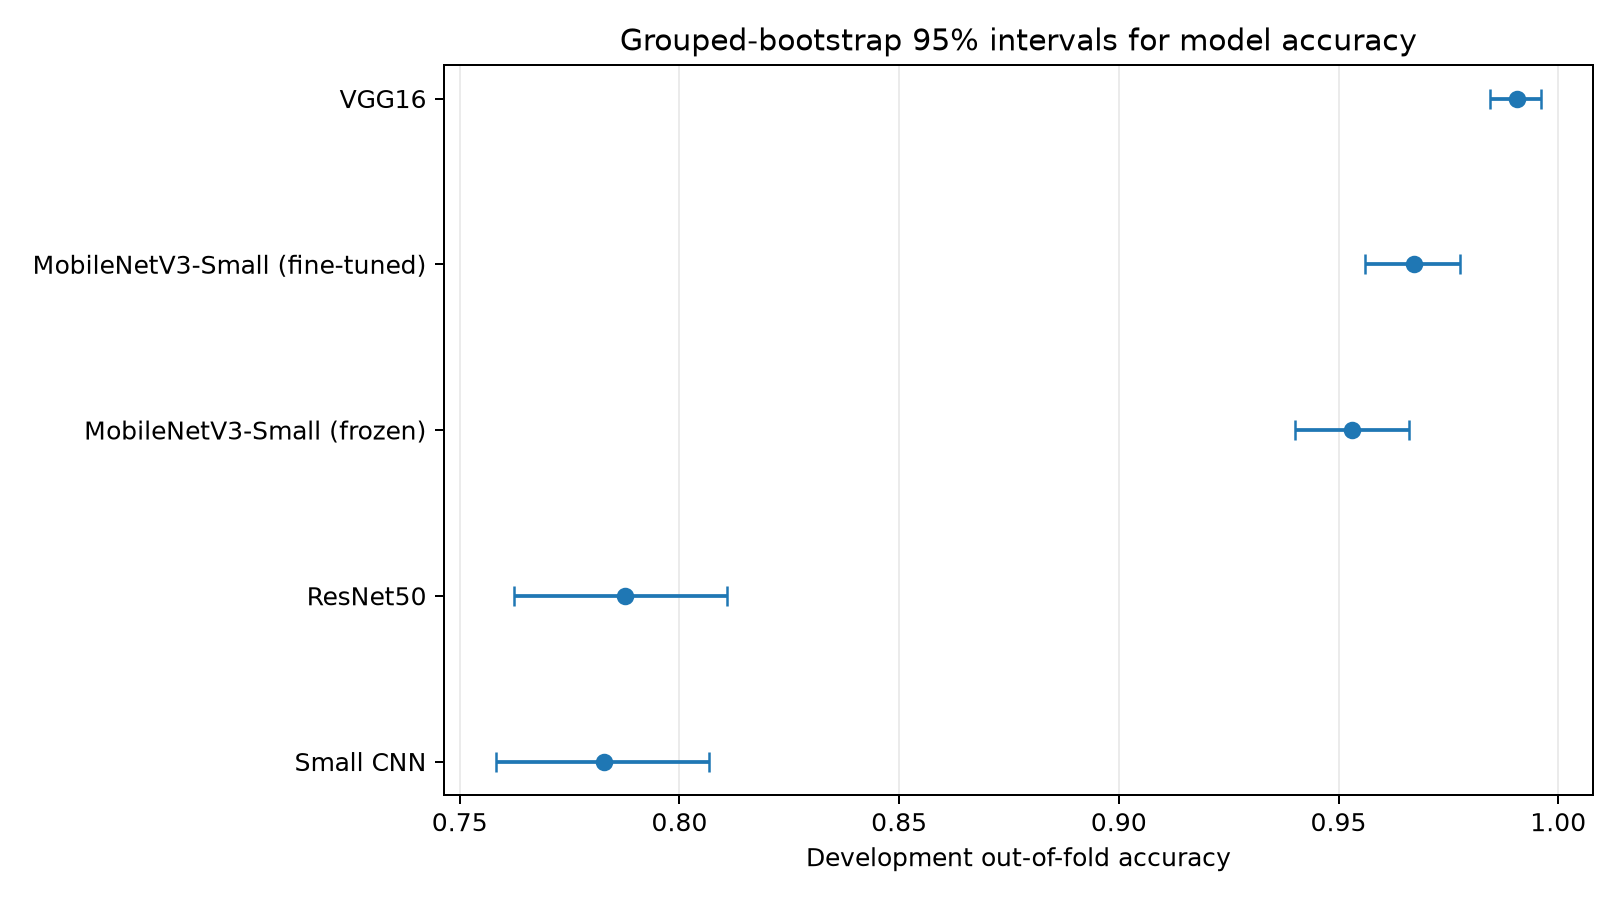 Grouped-bootstrap 95% intervals for model accuracy
VGG16
MobileNetV3-Small (fine-tuned)
MobileNetV3-Small (frozen)
ResNet50
Small CNN
0.75 0.80 0.85 0.90 0.95 1.00
Development out-of-fold accuracy